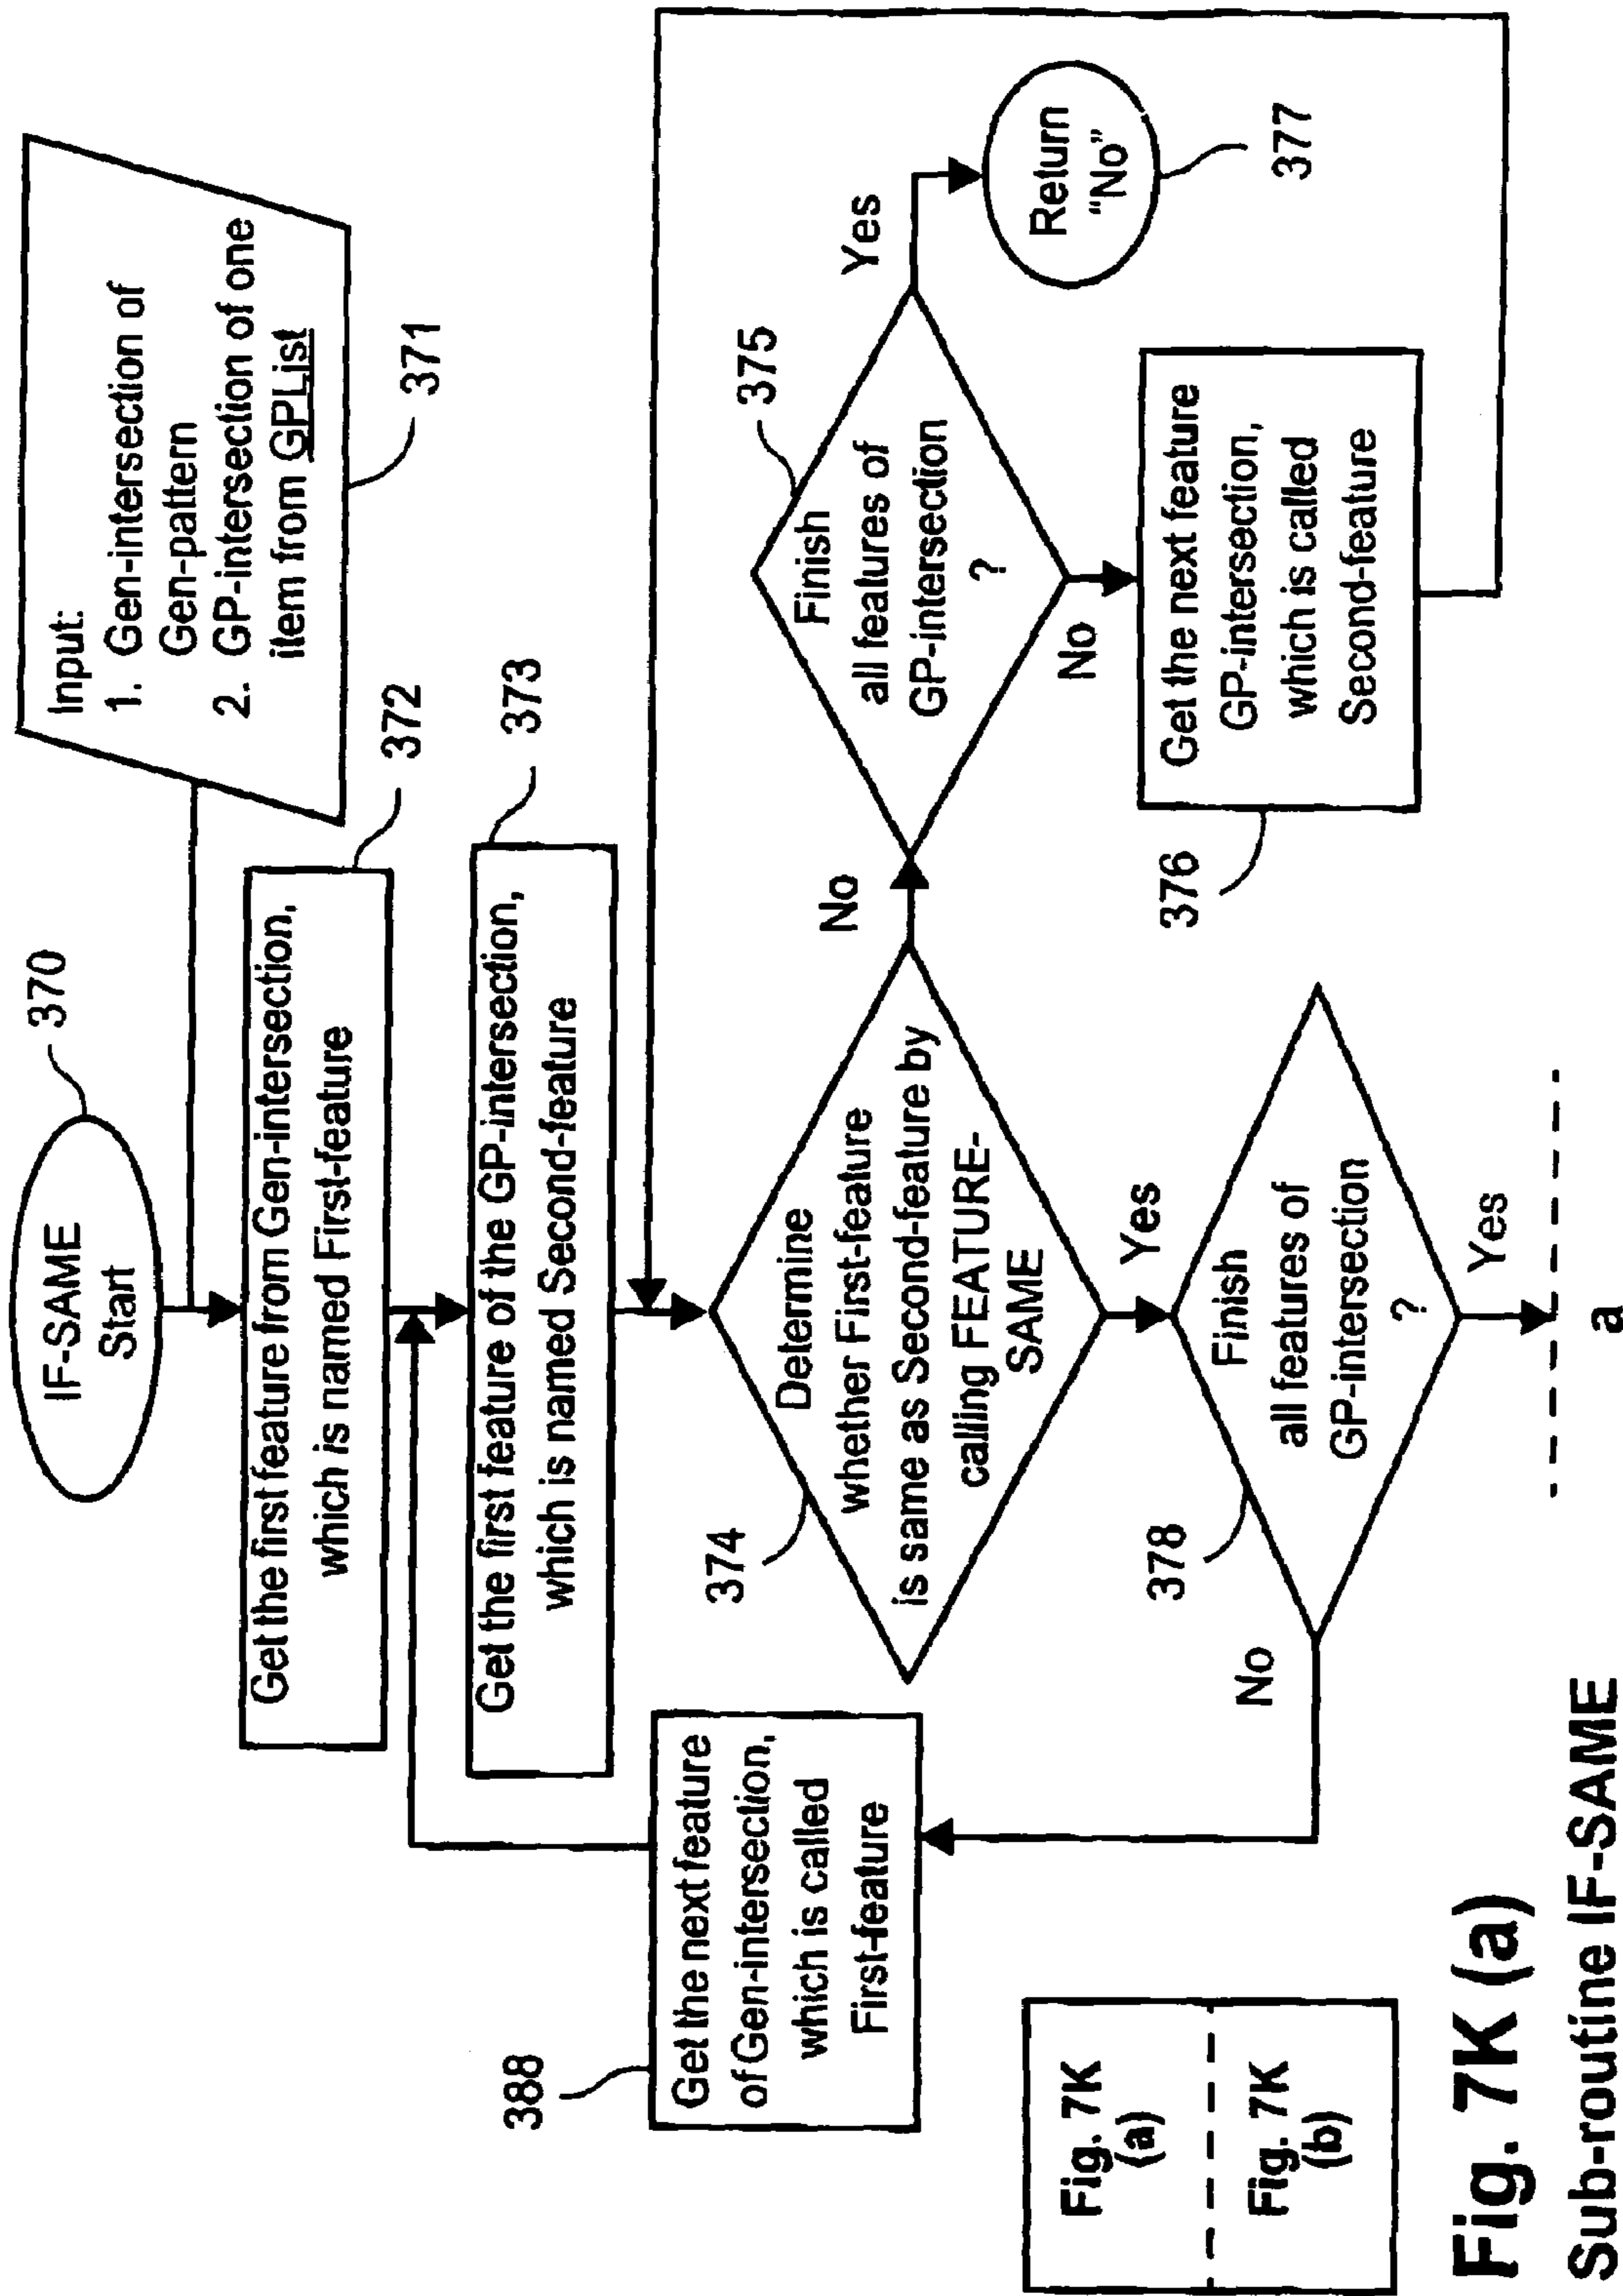 IF-SAME
Start
370
Input:
1. Gen-intersection of
Gen-pattern
2. GP-intersection of one
item from GPList
371
Get the first feature from Gen-intersection,
which is named First-feature
372
Get the first feature of the GP-intersection,
which is named Second-feature
373
Determine
whether First-feature
is same as Second-feature by
calling FEATURE-
SAME
374
No
Finish
all features of
GP-intersection
?
375
Yes
Return
"No"
377
No
Get the next feature
GP-intersection,
which is called
Second-feature
376
Yes
Finish
all features of
GP-intersection
?
378
No
Get the next feature
of Gen-intersection,
which is called
First-feature
388
Yes
a
Fig. 7K
(a)
Fig. 7K
(b)
Fig. 7K (a)
Sub-routine IF-SAME